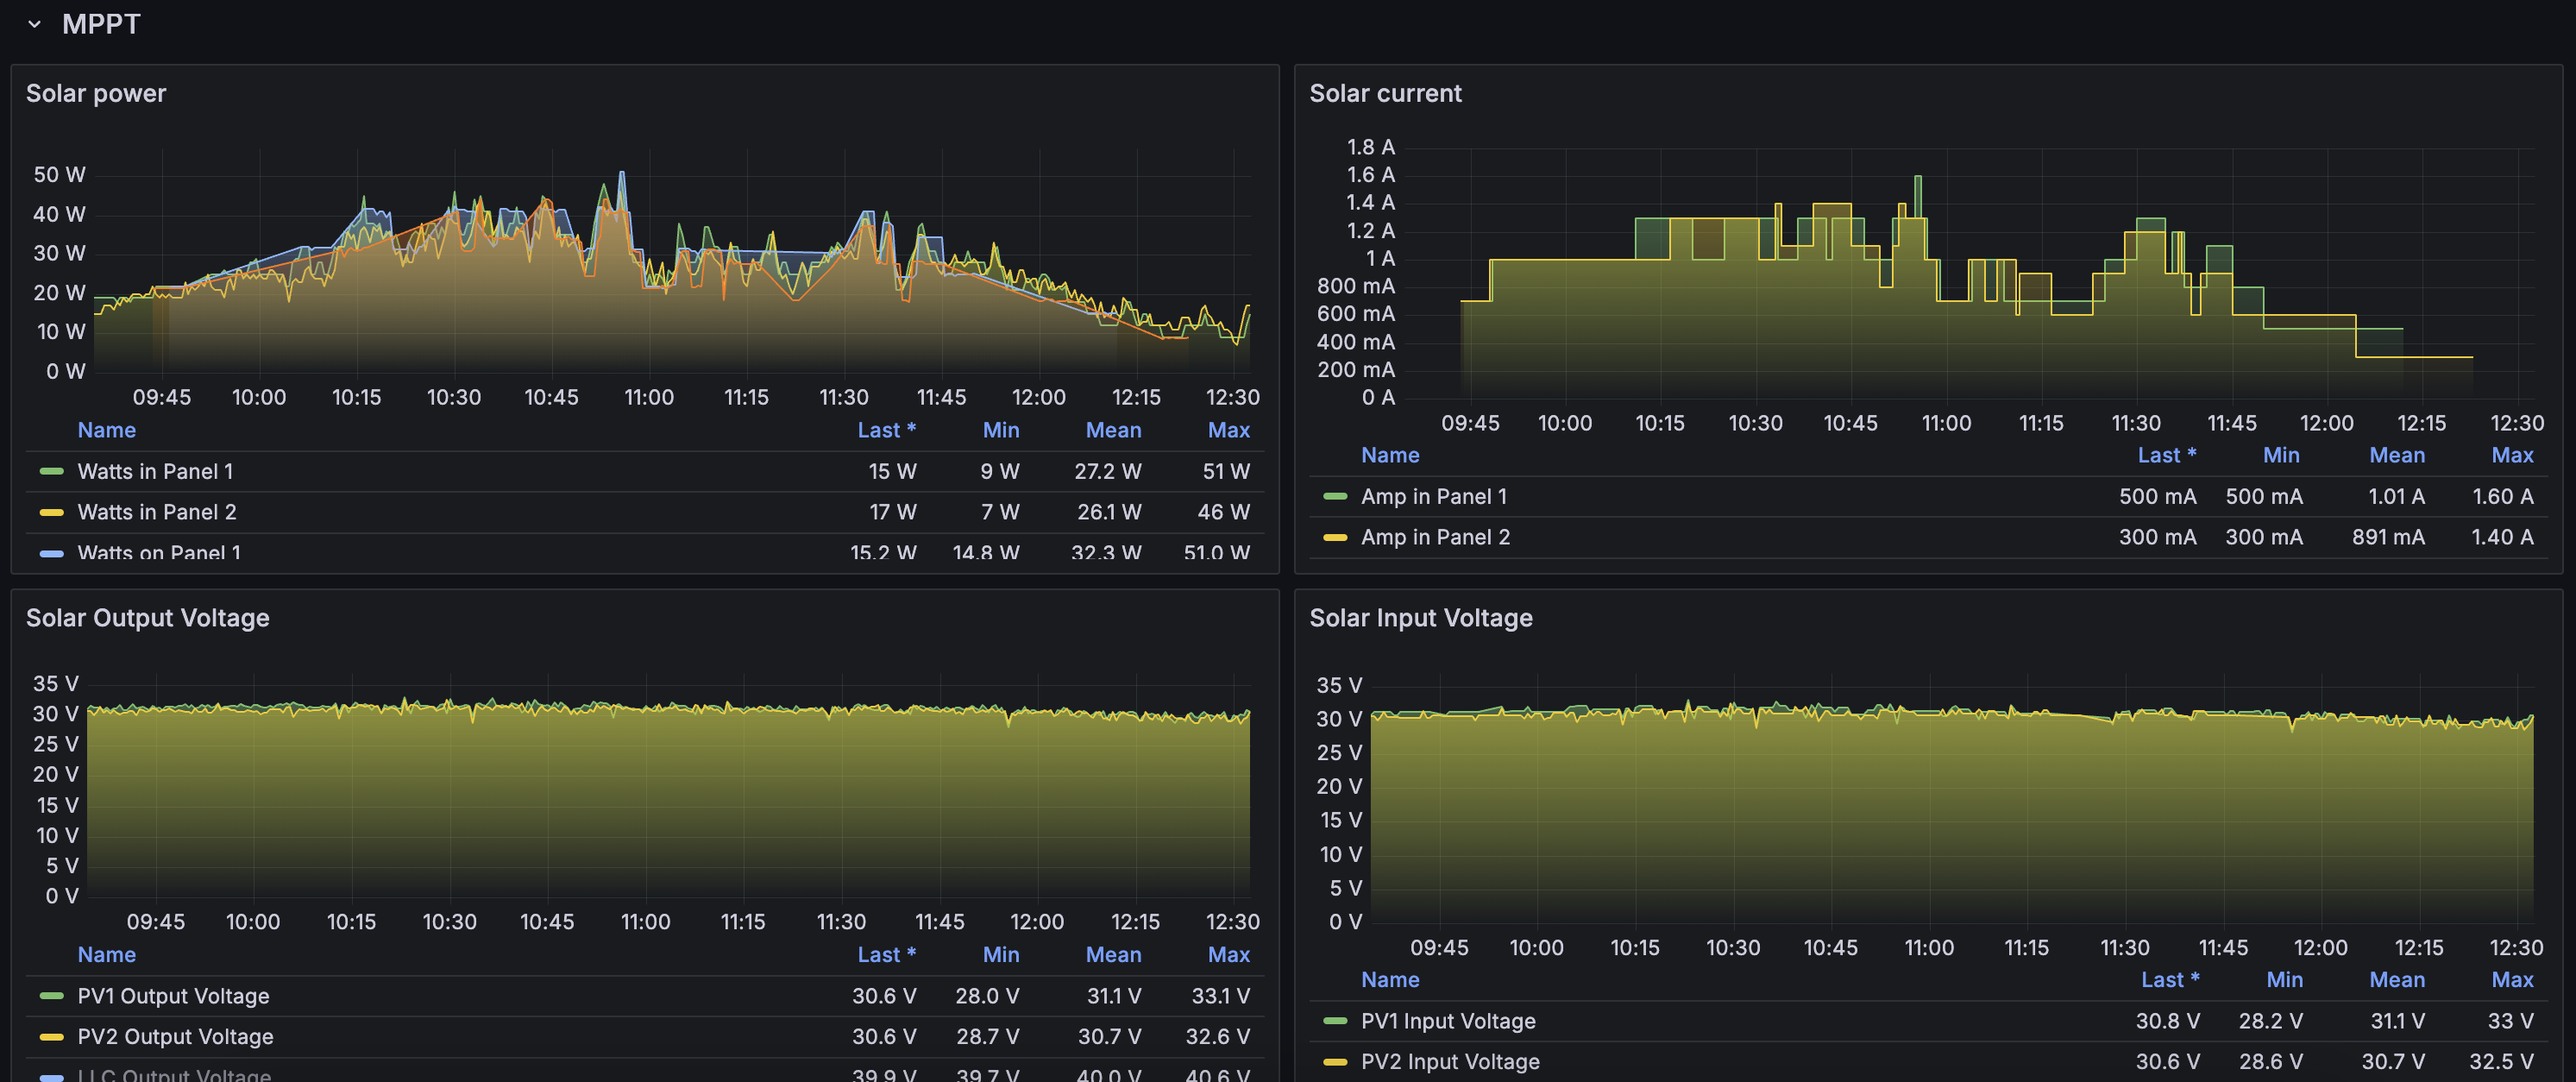 MPPT
Solar power
50 W
40 W
30 W
20 W
10 W
0 W
09:45 10:00 10:15 10:30 10:45 11:00 11:15 11:30 11:45 12:00 12:15 12:30
Name Last * Min Mean Max
Watts in Panel 1 15 W 9 W 27.2 W 51 W
Watts in Panel 2 17 W 7 W 26.1 W 46 W
Watts on Panel 1 15.2 W 14.8 W 32.3 W 51.0 W
Solar current
1.8 A
1.6 A
1.4 A
1.2 A
1 A
800 mA
600 mA
400 mA
200 mA
0 A
09:45 10:00 10:15 10:30 10:45 11:00 11:15 11:30 11:45 12:00 12:15 12:30
Name Last * Min Mean Max
Amp in Panel 1 500 mA 500 mA 1.01 A 1.60 A
Amp in Panel 2 300 mA 300 mA 891 mA 1.40 A
Solar Output Voltage
35 V
30 V
25 V
20 V
15 V
10 V
5 V
0 V
09:45 10:00 10:15 10:30 10:45 11:00 11:15 11:30 11:45 12:00 12:15 12:30
Name Last * Min Mean Max
PV1 Output Voltage 30.6 V 28.0 V 31.1 V 33.1 V
PV2 Output Voltage 30.6 V 28.7 V 30.7 V 32.6 V
LLC Output Voltage 39.9 V 39.7 V 40.0 V 40.6 V
Solar Input Voltage
35 V
30 V
25 V
20 V
15 V
10 V
5 V
0 V
09:45 10:00 10:15 10:30 10:45 11:00 11:15 11:30 11:45 12:00 12:15 12:30
Name Last * Min Mean Max
PV1 Input Voltage 30.8 V 28.2 V 31.1 V 33 V
PV2 Input Voltage 30.6 V 28.6 V 30.7 V 32.5 V